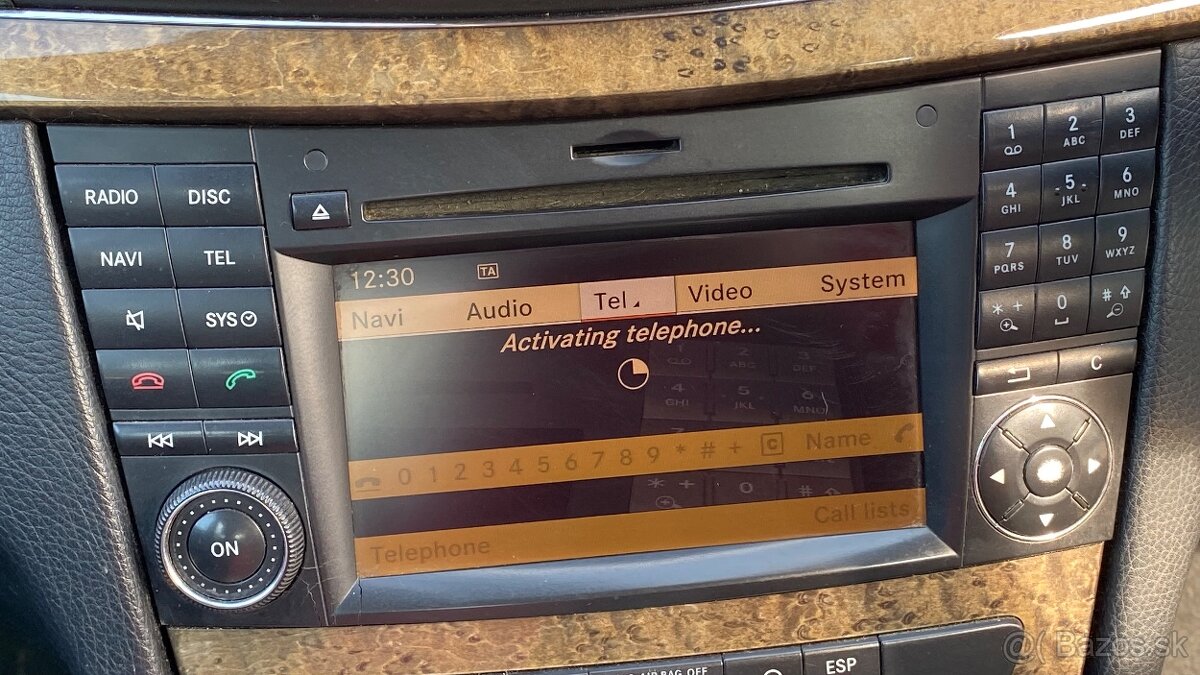 RADIO DISC
NAVI TEL
SYS
ON
12:30 TA
Navi Audio Tel Video System
Activating telephone...
0 1 2 3 4 5 6 7 8 9 * # + C Name
Call lists
Telephone
1 2 ABC 3 DEF
4 GHI 5 JKL 6 MNO
7 PQRS 8 TUV 9 WXYZ
* + 0 #
C
AIRBAG OFF ESP
Bazos.sk